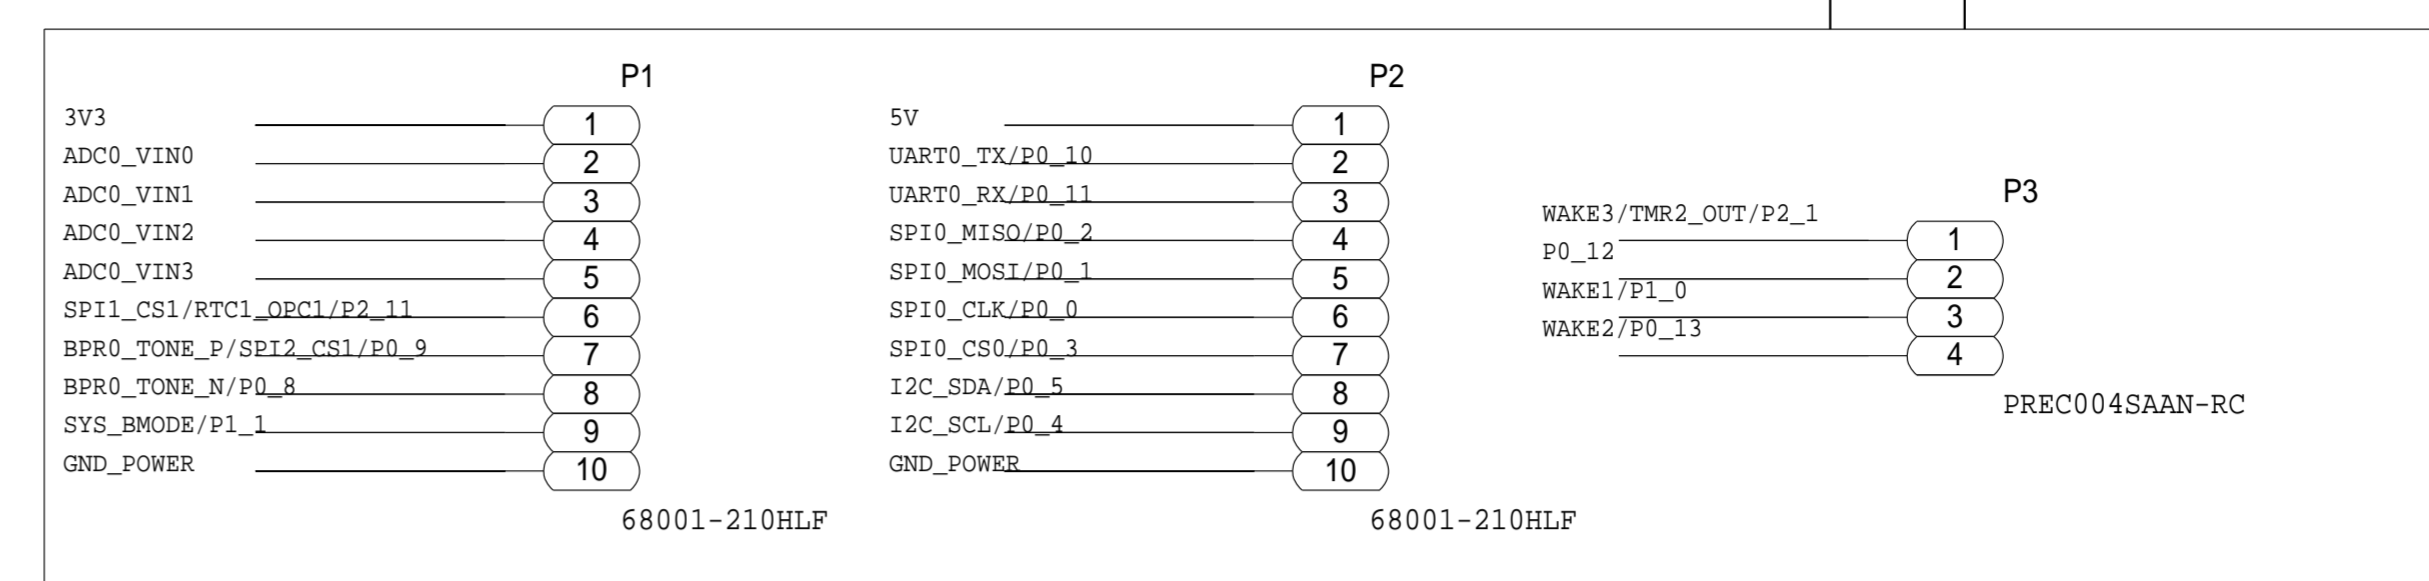 P1
3V3 1
ADC0_VIN0 2
ADC0_VIN1 3
ADC0_VIN2 4
ADC0_VIN3 5
SPI1_CS1/RTC1_OPC1/P2_11 6
BPR0_TONE_P/SPI2_CS1/P0_9 7
BPR0_TONE_N/P0_8 8
SYS_BMODE/P1_1 9
GND_POWER 10
68001-210HLF
P2
5V 1
UART0_TX/P0_10 2
UART0_RX/P0_11 3
SPI0_MISO/P0_2 4
SPI0_MOSI/P0_1 5
SPI0_CLK/P0_0 6
SPI0_CS0/P0_3 7
I2C_SDA/P0_5 8
I2C_SCL/P0_4 9
GND_POWER 10
68001-210HLF
P3
WAKE3/TMR2_OUT/P2_1 1
P0_12 2
WAKE1/P1_0 3
WAKE2/P0_13 4
PREC004SAAN-RC